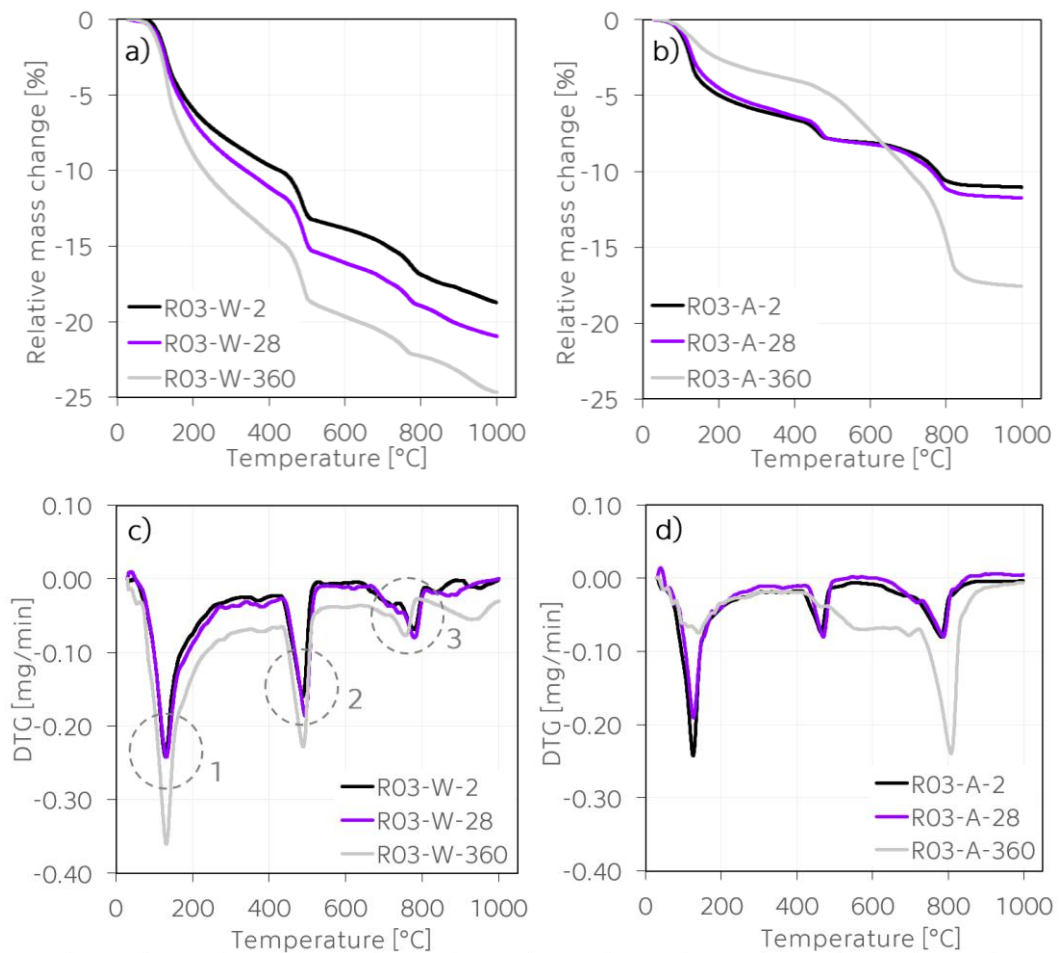 a)
Relative mass change [%]
0
-5
-10
-15
-20
-25
R03-W-2
R03-W-28
R03-W-360
0 200 400 600 800 1000
Temperature [°C]
b)
Relative mass change [%]
0
-5
-10
-15
-20
-25
R03-A-2
R03-A-28
R03-A-360
0 200 400 600 800 1000
Temperature [°C]
c)
DTG [mg/min]
0.10
0.00
-0.10
-0.20
-0.30
-0.40
1
2
3
R03-W-2
R03-W-28
R03-W-360
0 200 400 600 800 1000
Temperature [°C]
d)
DTG [mg/min]
0.10
0.00
-0.10
-0.20
-0.30
-0.40
R03-A-2
R03-A-28
R03-A-360
0 200 400 600 800 1000
Temperature [°C]